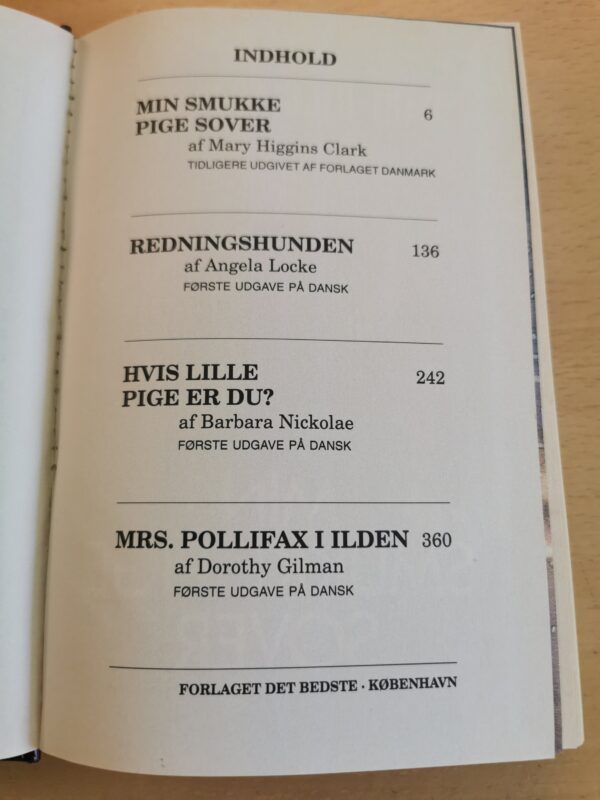 INDHOLD
MIN SMUKKE
PIGE SOVER 6
af Mary Higgins Clark
TIDLIGERE UDGIVET AF FORLAGET DANMARK
REDNINGSHUNDEN 136
af Angela Locke
FØRSTE UDGAVE PÅ DANSK
HVIS LILLE
PIGE ER DU? 242
af Barbara Nickolae
FØRSTE UDGAVE PÅ DANSK
MRS. POLLIFAX I ILDEN 360
af Dorothy Gilman
FØRSTE UDGAVE PÅ DANSK
FORLAGET DET BEDSTE · KØBENHAVN